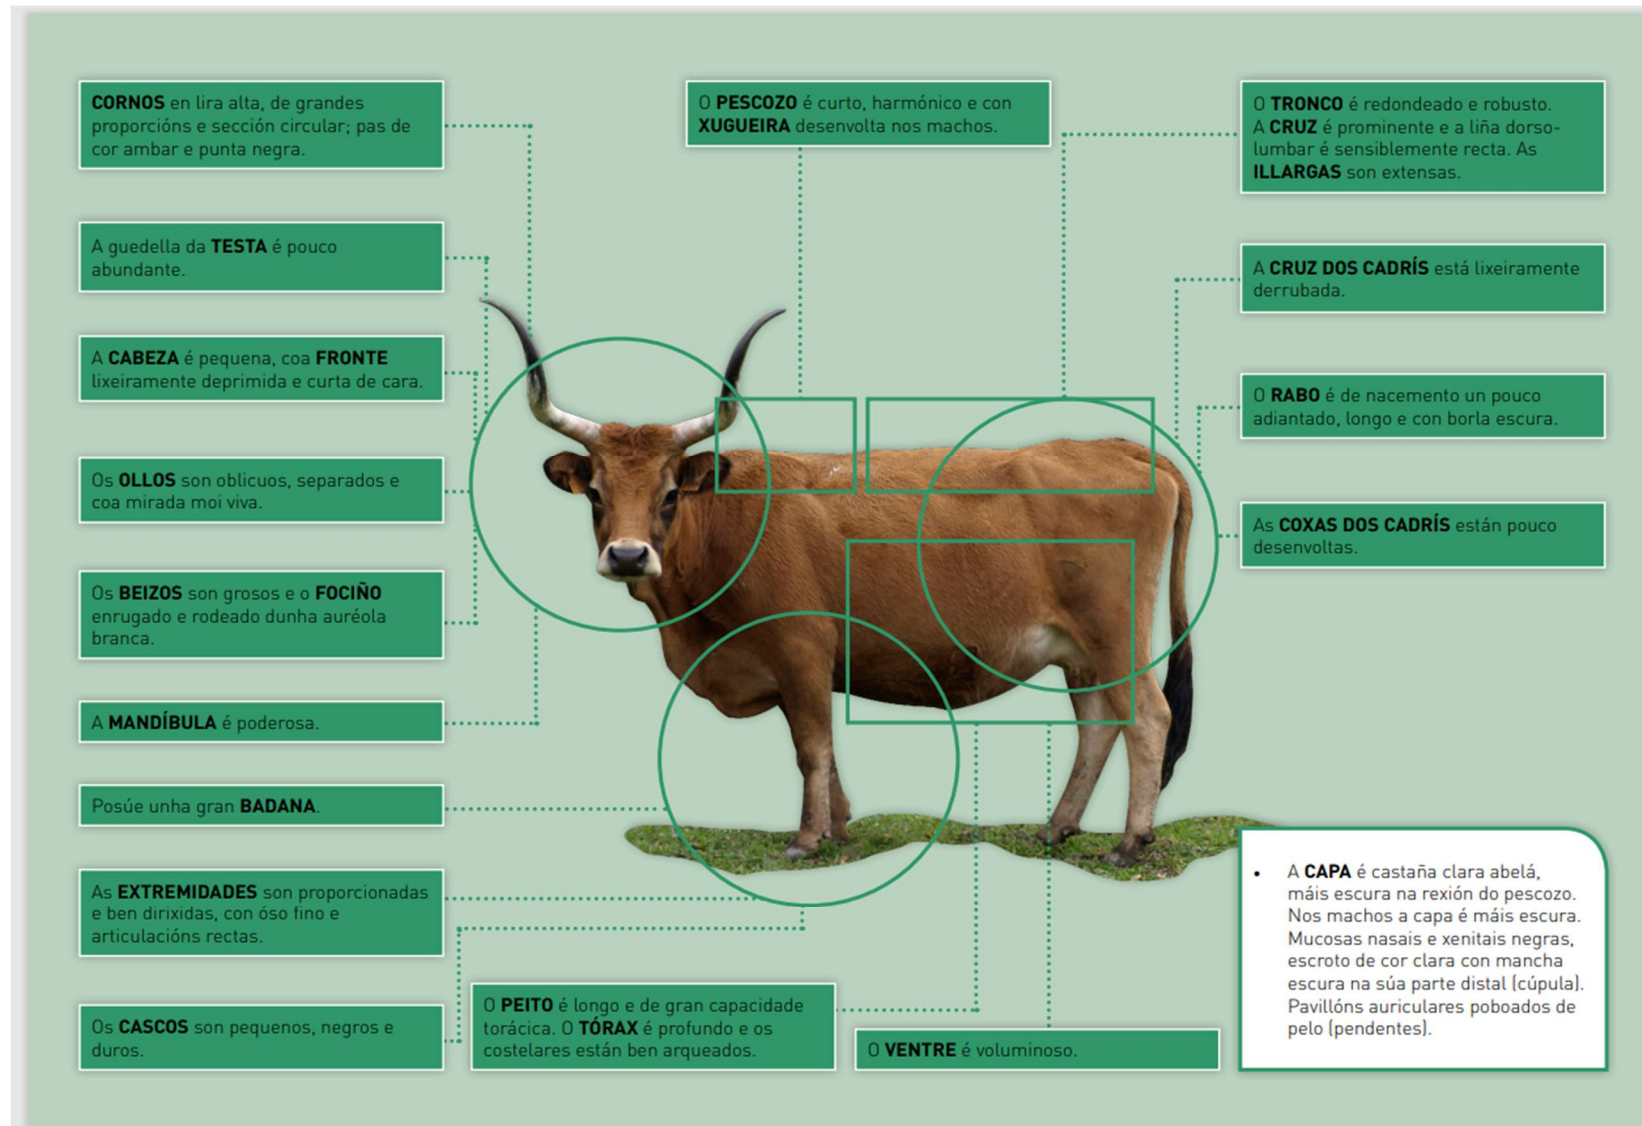 CORNOS en lira alta, de grandes
proporcións e sección circular; pas de
cor ambar e punta negra.
A guedella da TESTA é pouco
abundante.
A CABEZA é pequena, coa FRONTE
lixeiramente deprimida e curta de cara.
Os OLLOS son oblicuos, separados e
coa mirada moi viva.
Os BEIZOS son grosos e o FOCIÑO
enrugado e rodeado dunha auréola
branca.
A MANDÍBULA é poderosa.
Posúe unha gran BADANA.
As EXTREMIDADES son proporcionadas
e ben dirixidas, con óso fino e
articulacións rectas.
Os CASCOS son pequenos, negros e
duros.
O PESCOZO é curto, harmónico e con
XUGUEIRA desenvolta nos machos.
O PEITO é longo e de gran capacidade
torácica. O TÓRAX é profundo e os
costelares están ben arqueados.
O VENTRE é voluminoso.
O TRONCO é redondeado e robusto.
A CRUZ é prominente e a liña dorso-
lumbar é sensiblemente recta. As
ILLARGAS son extensas.
A CRUZ DOS CADRÍS está lixeiramente
derrubada.
O RABO é de nacemento un pouco
adiantado, longo e con borla escura.
As COXAS DOS CADRÍS están pouco
desenvoltas.
• A CAPA é castaña clara abelá,
máis escura na rexión do pescozo.
Nos machos a capa é máis escura.
Mucosas nasais e xenitais negras,
escroto de cor clara con mancha
escura na súa parte distal (cúpula).
Pavillóns auriculares poboados de
pelo (pendentes).